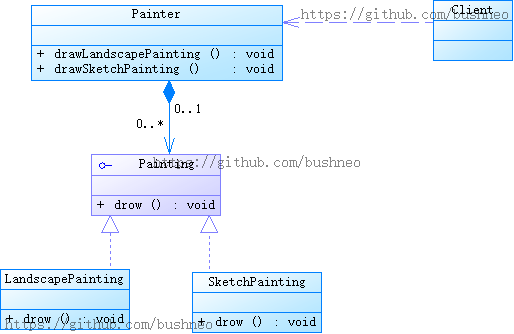 Painter
+ drawLandscapePainting () : void
+ drawSketchPainting () : void
https://github.com/bushneo
Client
0..1
0..*
Painting
https://github.com/bushneo
+ drow () : void
LandscapePainting
+ drow () : void
https://github.com/bushneo
SketchPainting
+ drow () : void